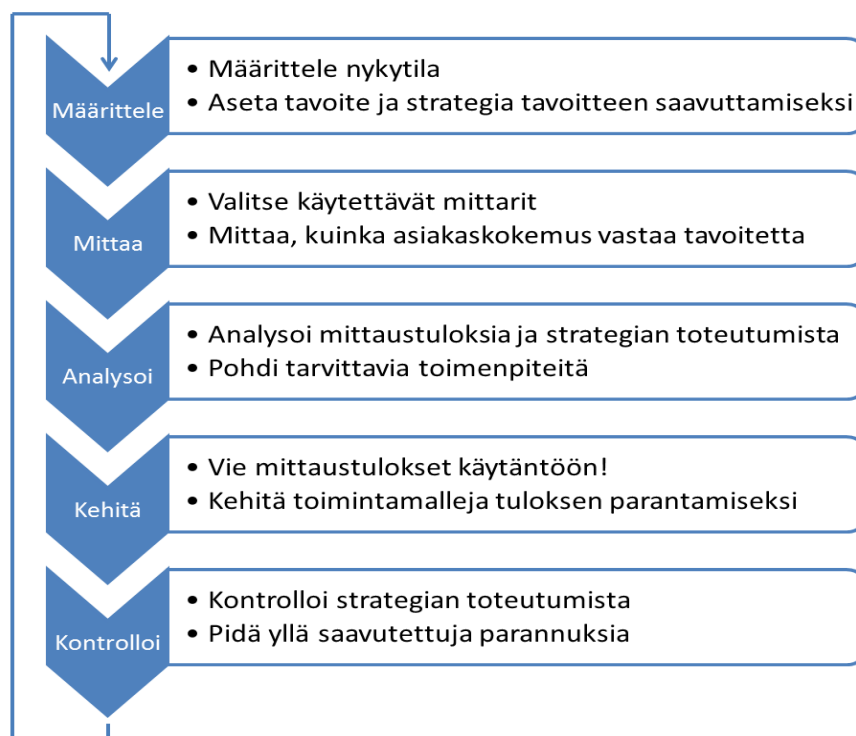 Määrittele
• Määrittele nykytila
• Aseta tavoite ja strategia tavoitteen saavuttamiseksi
Mittaa
• Valitse käytettävät mittarit
• Mittaa, kuinka asiakaskokemus vastaa tavoitetta
Analysoi
• Analysoi mittaustuloksia ja strategian toteutumista
• Pohdi tarvittavia toimenpiteitä
Kehitä
• Vie mittaustulokset käytäntöön!
• Kehitä toimintamalleja tuloksen parantamiseksi
Kontrolloi
• Kontrolloi strategian toteutumista
• Pidä yllä saavutettuja parannuksia